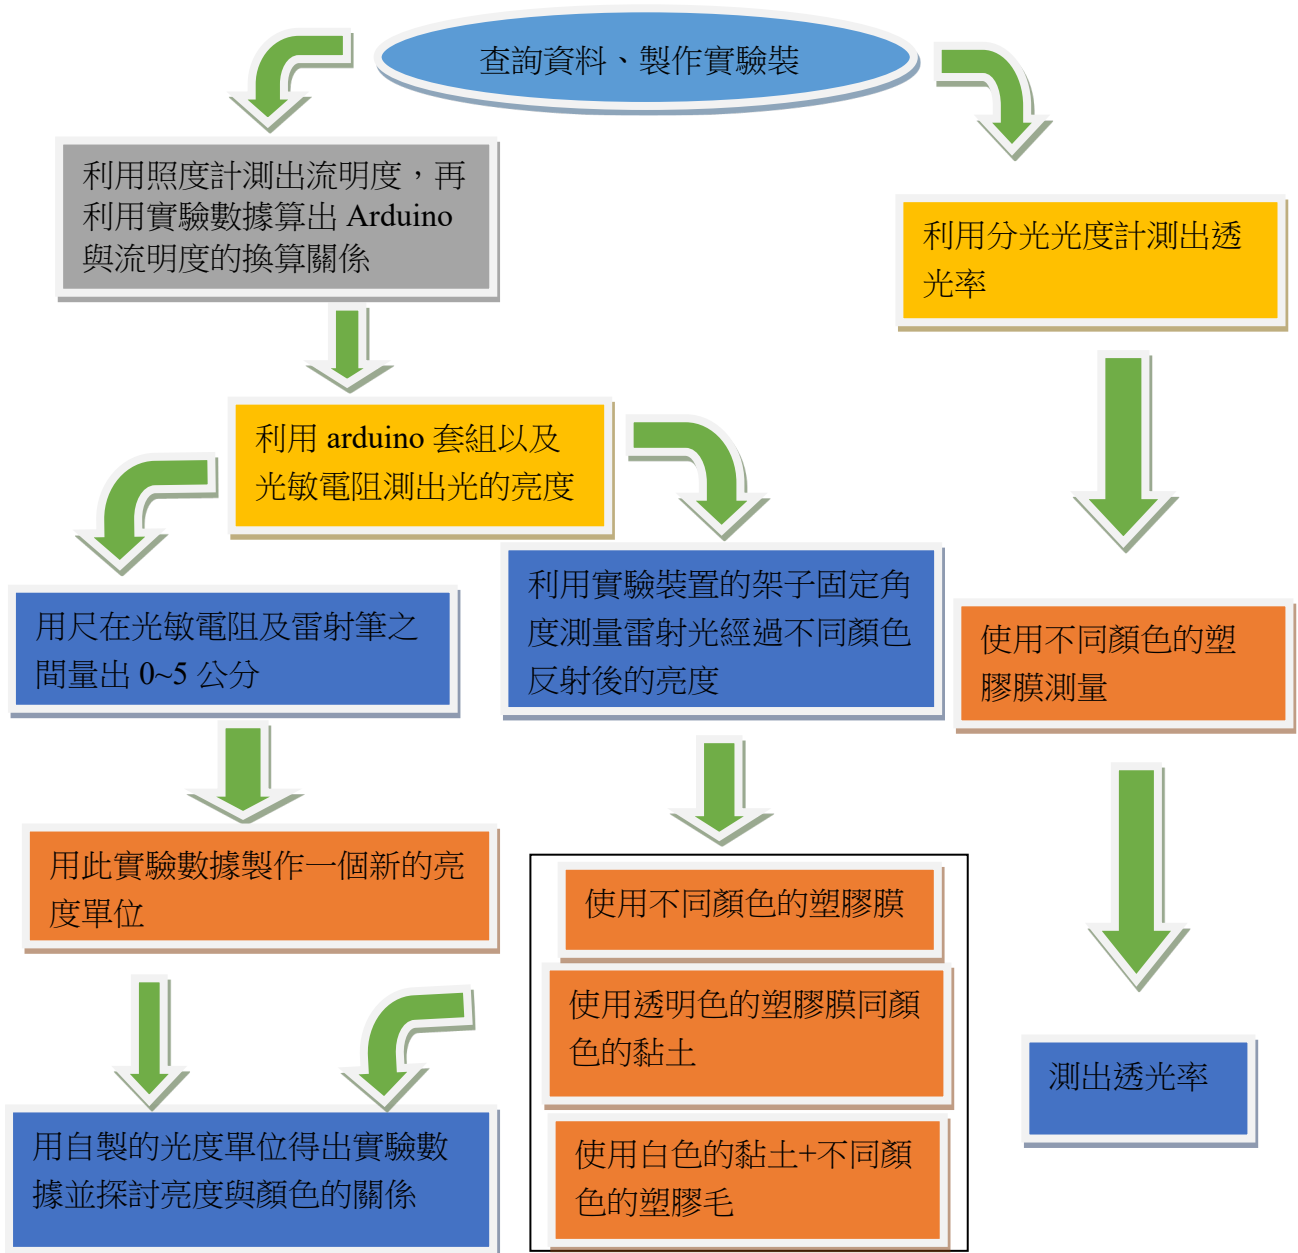 查詢資料、製作實驗裝
利用照度計測出流明度，再
利用實驗數據算出 Arduino
與流明度的換算關係
利用分光光度計測出透
光率
利用 arduino 套組以及
光敏電阻測出光的亮度
用尺在光敏電阻及雷射筆之
間量出 0~5 公分
利用實驗裝置的架子固定角
度測量雷射光經過不同顏色
反射後的亮度
使用不同顏色的塑
膠膜測量
用此實驗數據製作一個新的亮
度單位
使用不同顏色的塑膠膜
使用透明色的塑膠膜同顏
色的黏土
使用白色的黏土+不同顏
色的塑膠毛
測出透光率
用自製的光度單位得出實驗數
據並探討亮度與顏色的關係